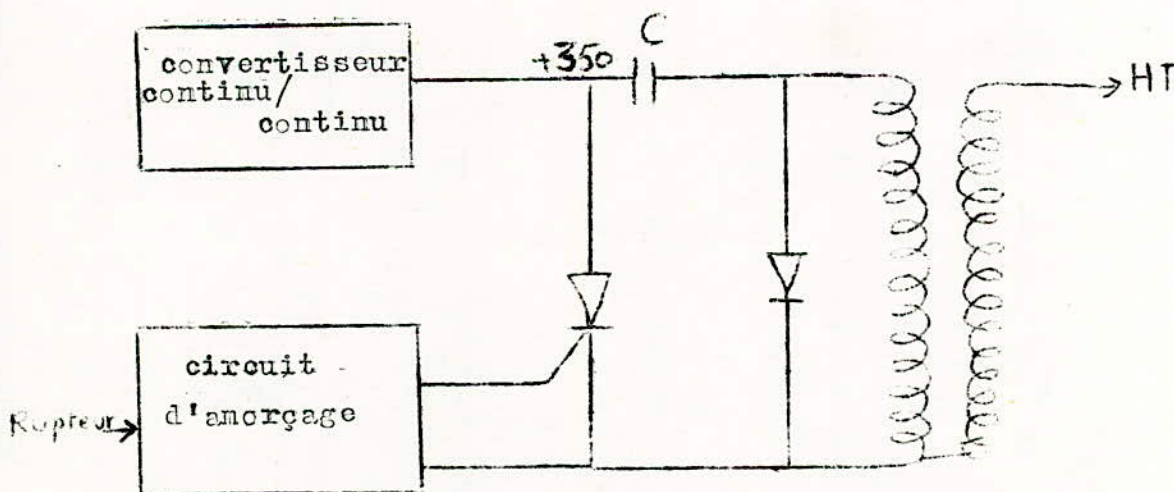 convertisseur
continu/
continu
+350
C
HT
circuit
d'amorçage
Rupteur